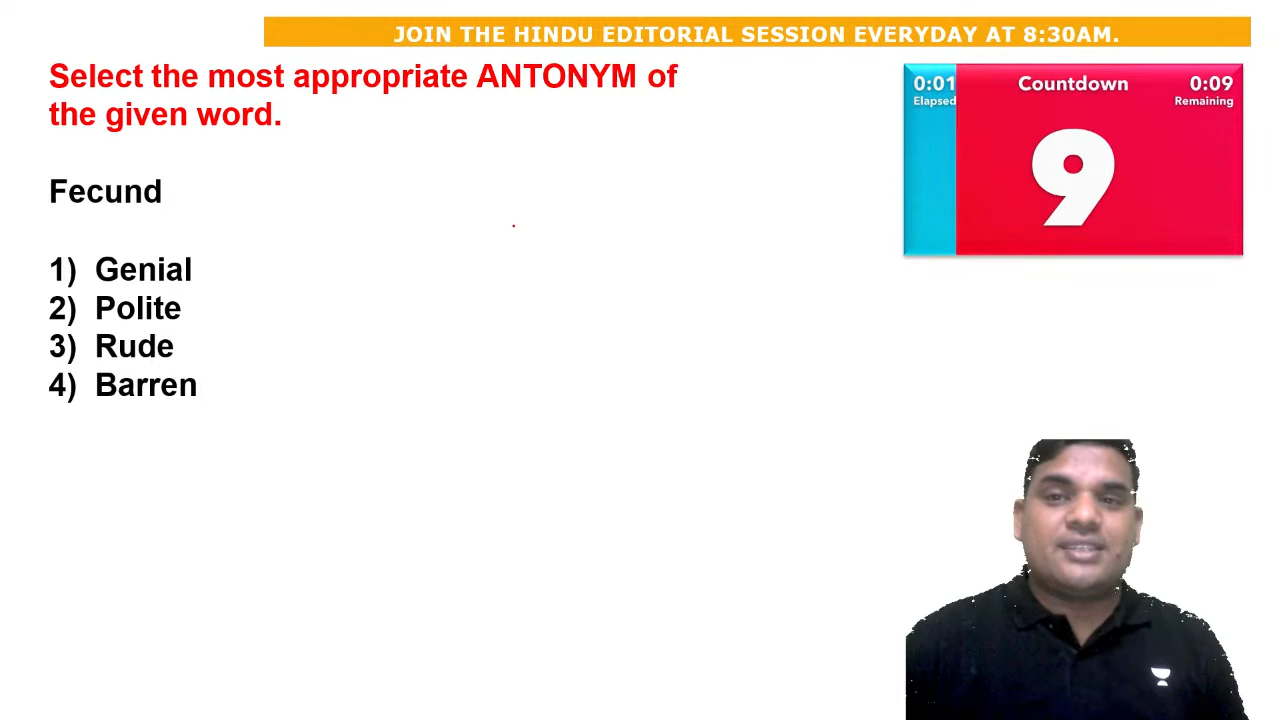 JOIN THE HINDU EDITORIAL SESSION EVERYDAY AT 8:30AM.
Select the most appropriate ANTONYM of
the given word.
Fecund
1) Genial
2) Polite
3) Rude
4) Barren
0:01 Countdown 0:09
Elapsed Remaining
9